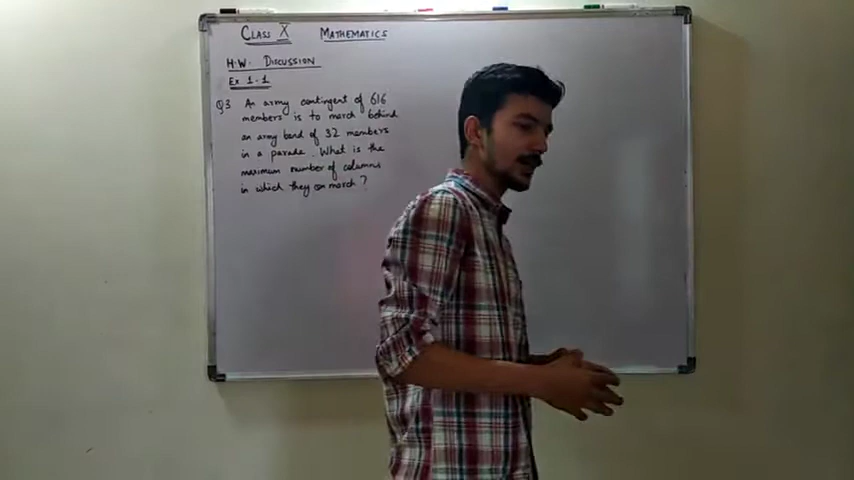 Class X Mathematics
H.W. Discussion
Ex 1.1
Q3 An army contingent of 616
members is to march behind
an army band of 32 members
in a parade. What is the
maximum number of columns
in which they can march?